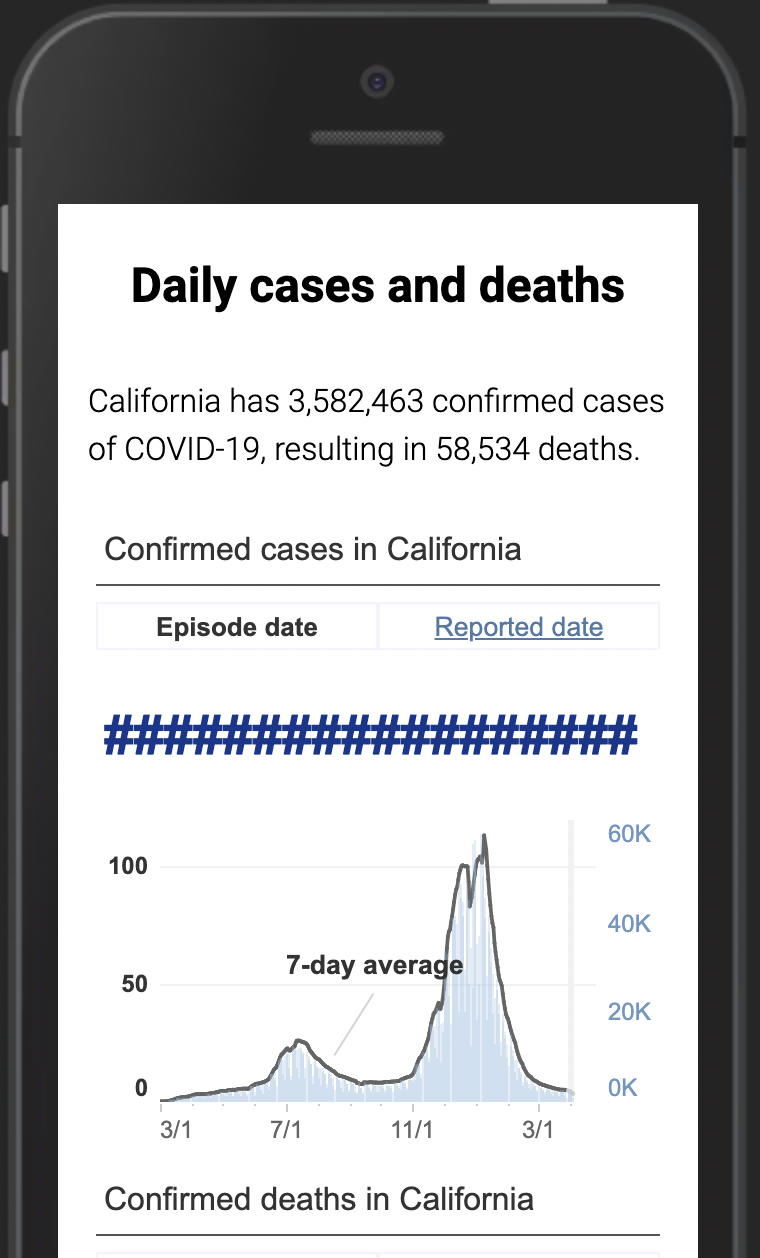 Daily cases and deaths
California has 3,582,463 confirmed cases
of COVID-19, resulting in 58,534 deaths.
Confirmed cases in California
Episode date Reported date
##################
60K
100
40K
7-day average
50
20K
0 0K
3/1 7/1 11/1 3/1
Confirmed deaths in California